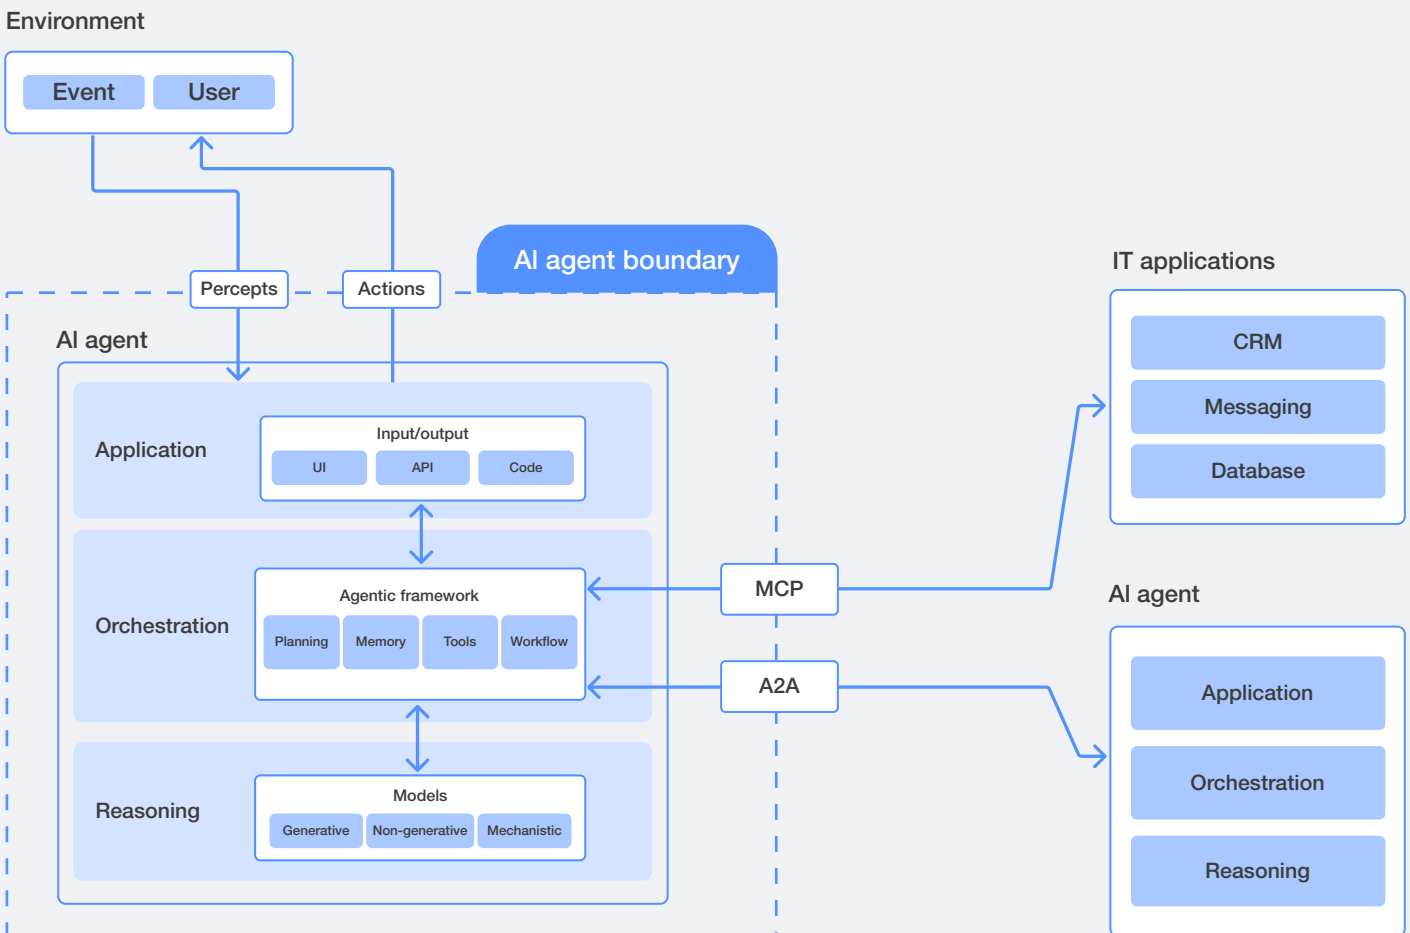 Environment
Event
User
AI agent boundary
Percepts
Actions
AI agent
Application
Input/output
UI
API
Code
Orchestration
Agentic framework
Planning
Memory
Tools
Workflow
Reasoning
Models
Generative
Non-generative
Mechanistic
MCP
A2A
IT applications
CRM
Messaging
Database
AI agent
Application
Orchestration
Reasoning